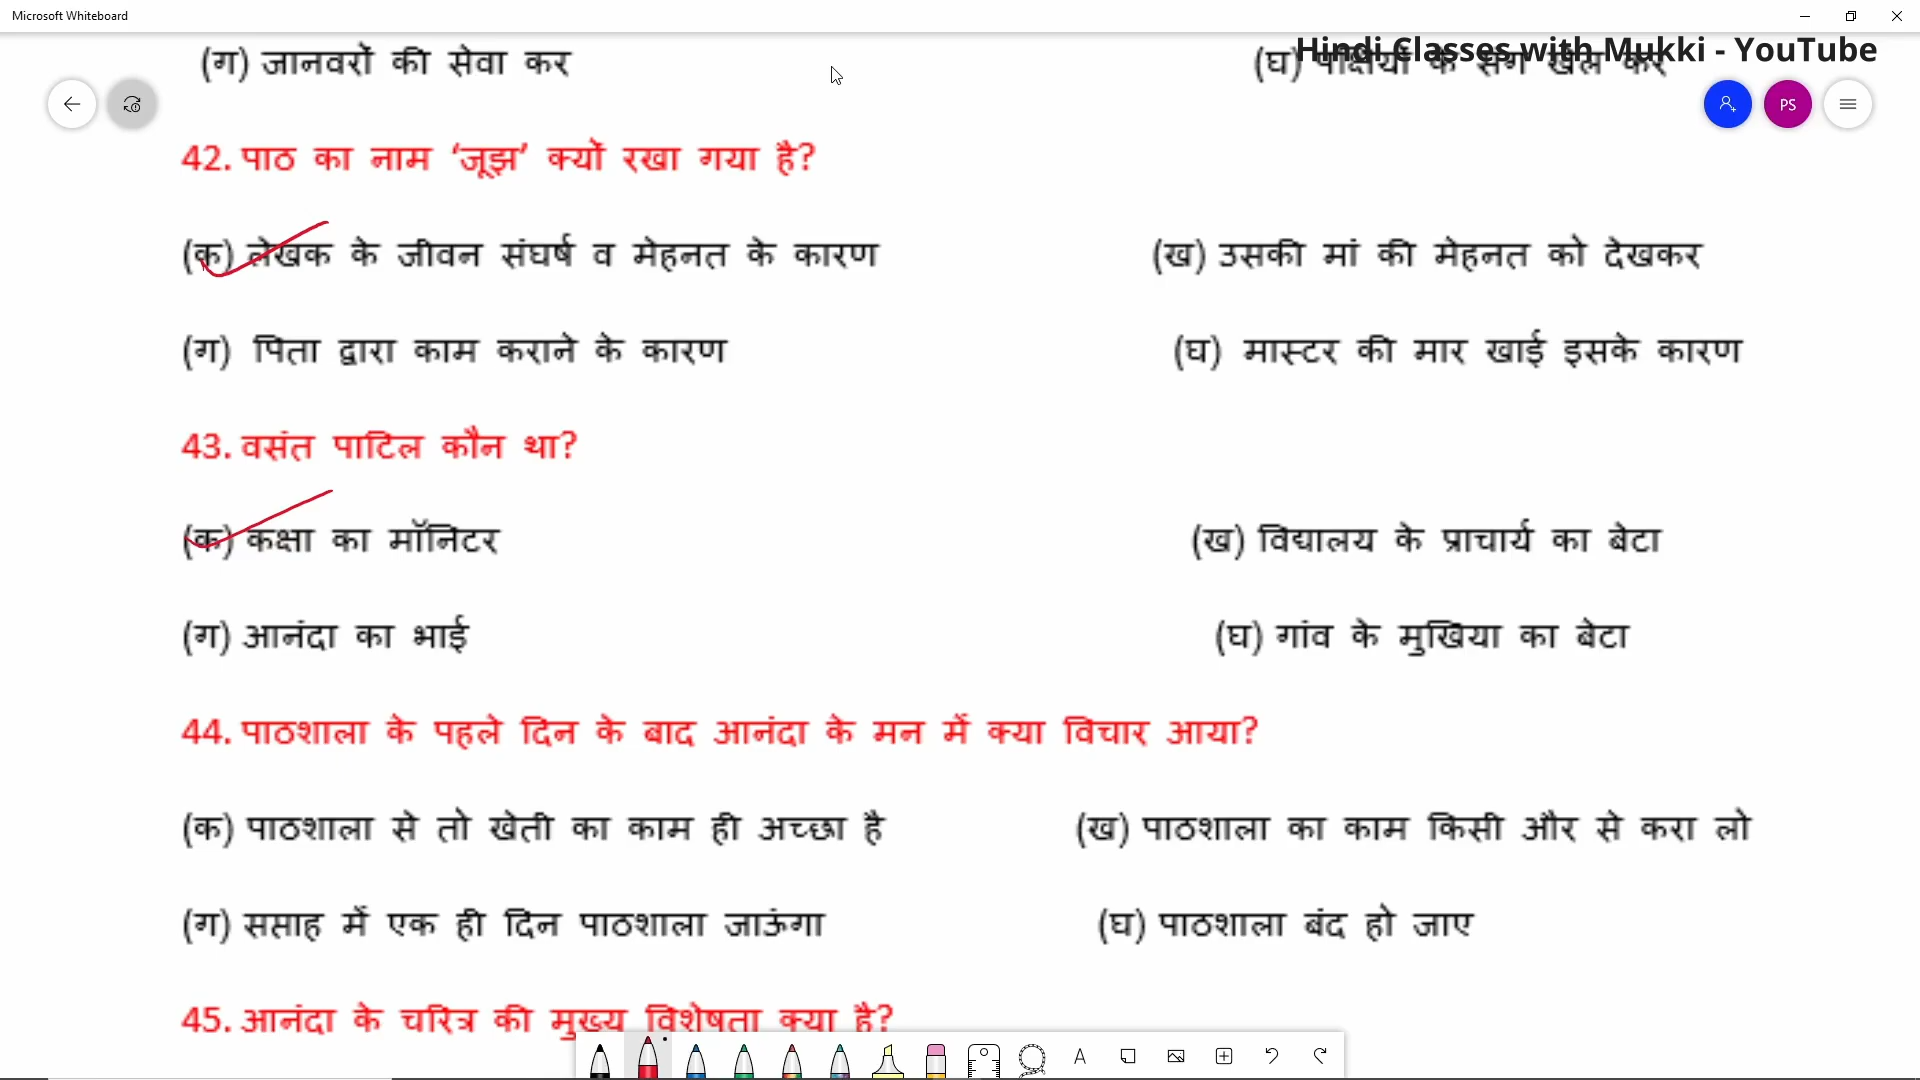 Microsoft Whiteboard
Hindi Classes with Mukki - YouTube
(ग) जानवरों की सेवा कर (घ) पक्षियों के संग खेल कर
PS
42. पाठ का नाम ‘जूझ’ क्यों रखा गया है?
(क) लेखक के जीवन संघर्ष व मेहनत के कारण (ख) उसकी मां की मेहनत को देखकर
(ग) पिता द्वारा काम कराने के कारण (घ) मास्टर की मार खाई इसके कारण
43. वसंत पाटिल कौन था?
(क) कक्षा का मॉनिटर (ख) विद्यालय के प्राचार्य का बेटा
(ग) आनंदा का भाई (घ) गांव के मुखिया का बेटा
44. पाठशाला के पहले दिन के बाद आनंदा के मन में क्या विचार आया?
(क) पाठशाला से तो खेती का काम ही अच्छा है (ख) पाठशाला का काम किसी और से करा लो
(ग) सप्ताह में एक ही दिन पाठशाला जाऊंगा (घ) पाठशाला बंद हो जाए
45. आनंदा के चरित्र की मुख्य विशेषता क्या है?